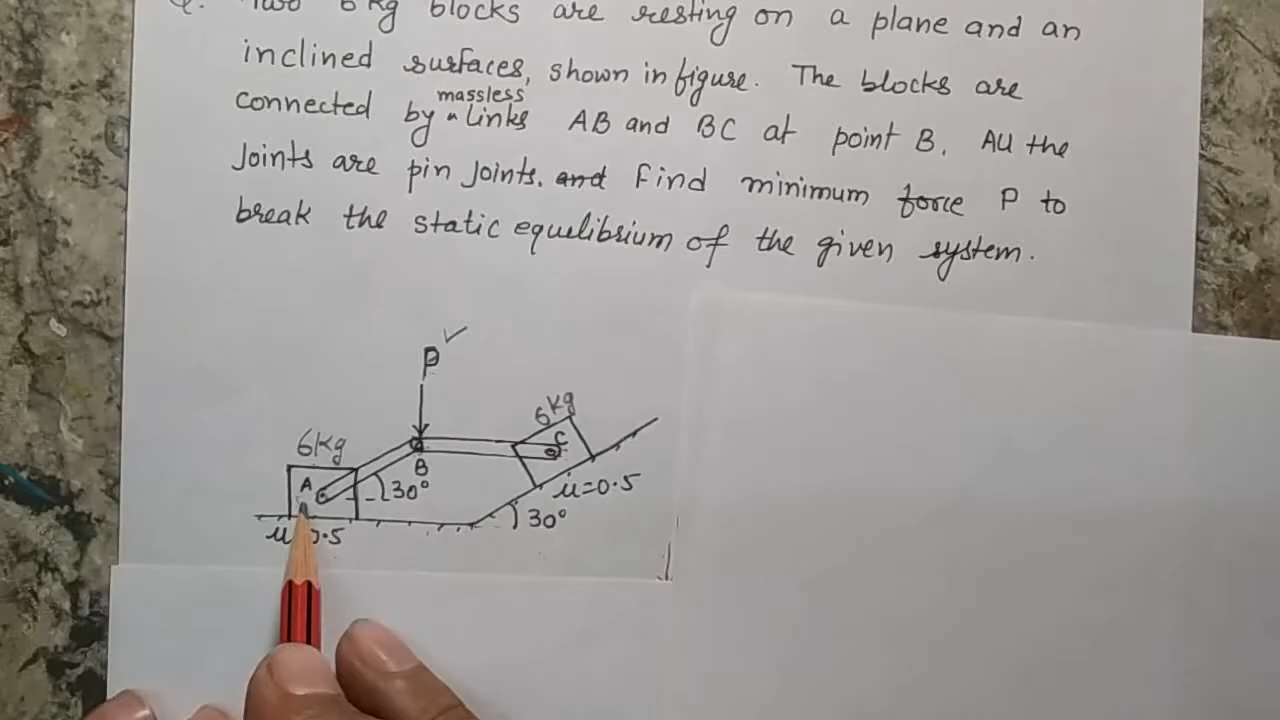 6 kg blocks are resting on a plane and an
inclined surfaces, shown in figure. The blocks are
massless
connected by links AB and BC at point B. All the
Joints are pin Joints. and Find minimum force P to
break the static equilibrium of the given system.
P
6kg
6kg
C
A
B
30°
μ=0.5
30°